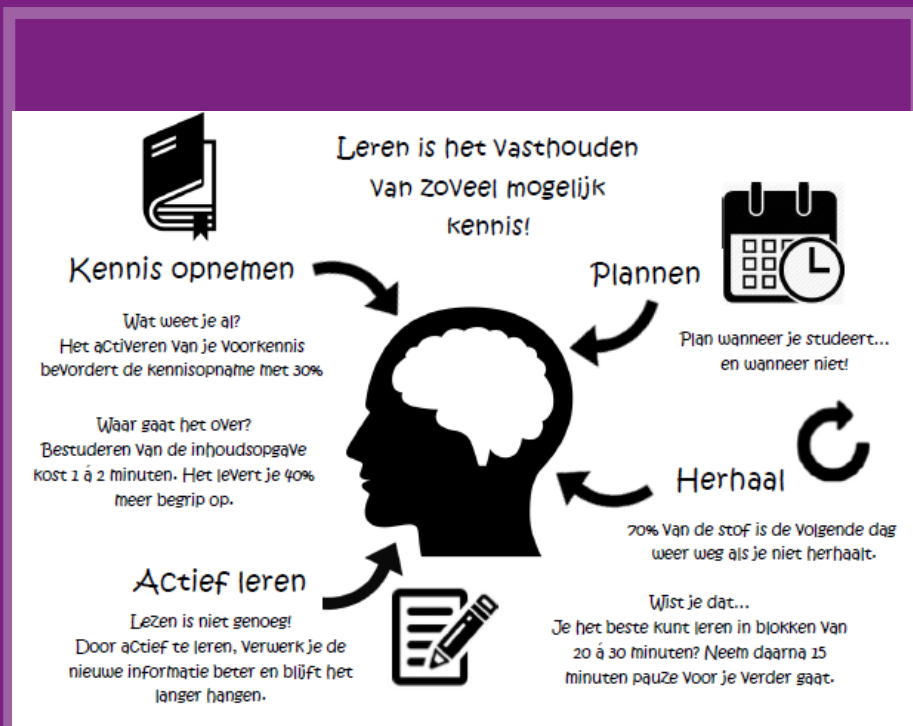 Leren is het vasthouden
van zoveel mogelijk
kennis!
Kennis opnemen
Wat weet je al?
Het activeren van je voorkennis
bevordert de kennisopname met 30%
Waar gaat het over?
Bestuderen van de inhoudsopgave
kost 1 á 2 minuten. Het levert je 40%
meer begrip op.
Actief leren
Lezen is niet genoeg!
Door actief te leren, verwerk je de
nieuwe informatie beter en blijft het
langer hangen.
Plannen
Plan wanneer je studeert...
en wanneer niet!
Herhaal
70% van de stof is de volgende dag
weer weg als je niet herhaalt.
Wist je dat...
Je het beste kunt leren in blokken van
20 á 30 minuten? Neem daarna 15
minuten pauze voor je verder gaat.